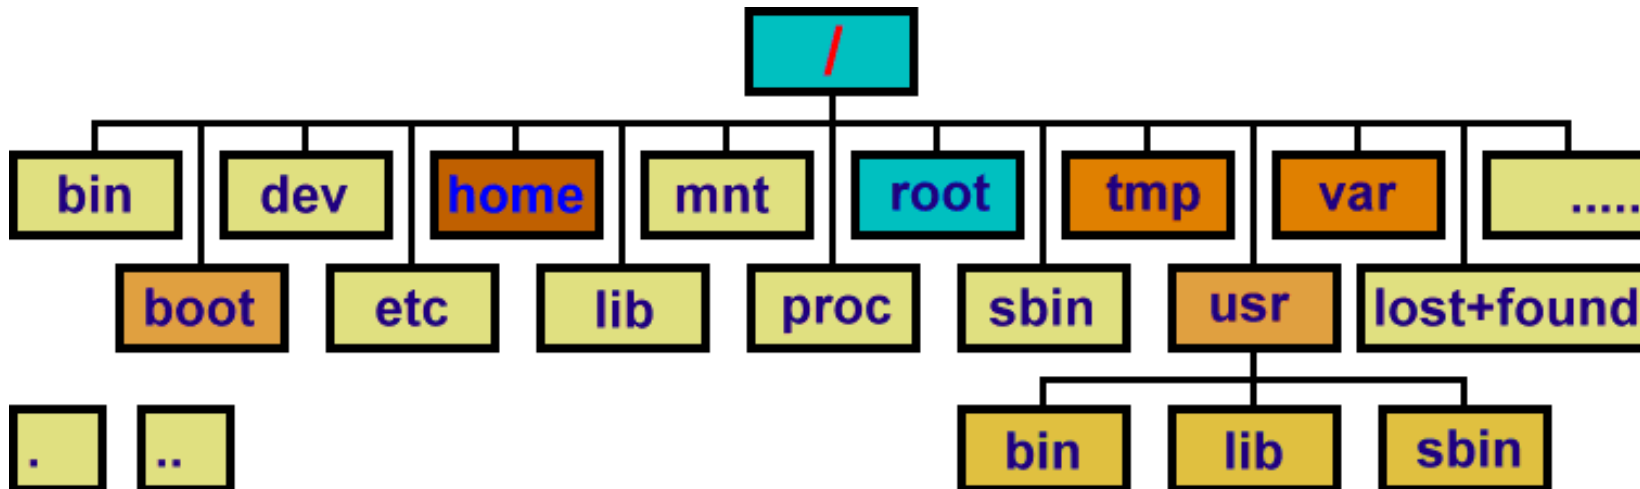 /
bin dev home mnt root tmp var .....
boot etc lib proc sbin usr lost+found
. .. bin lib sbin